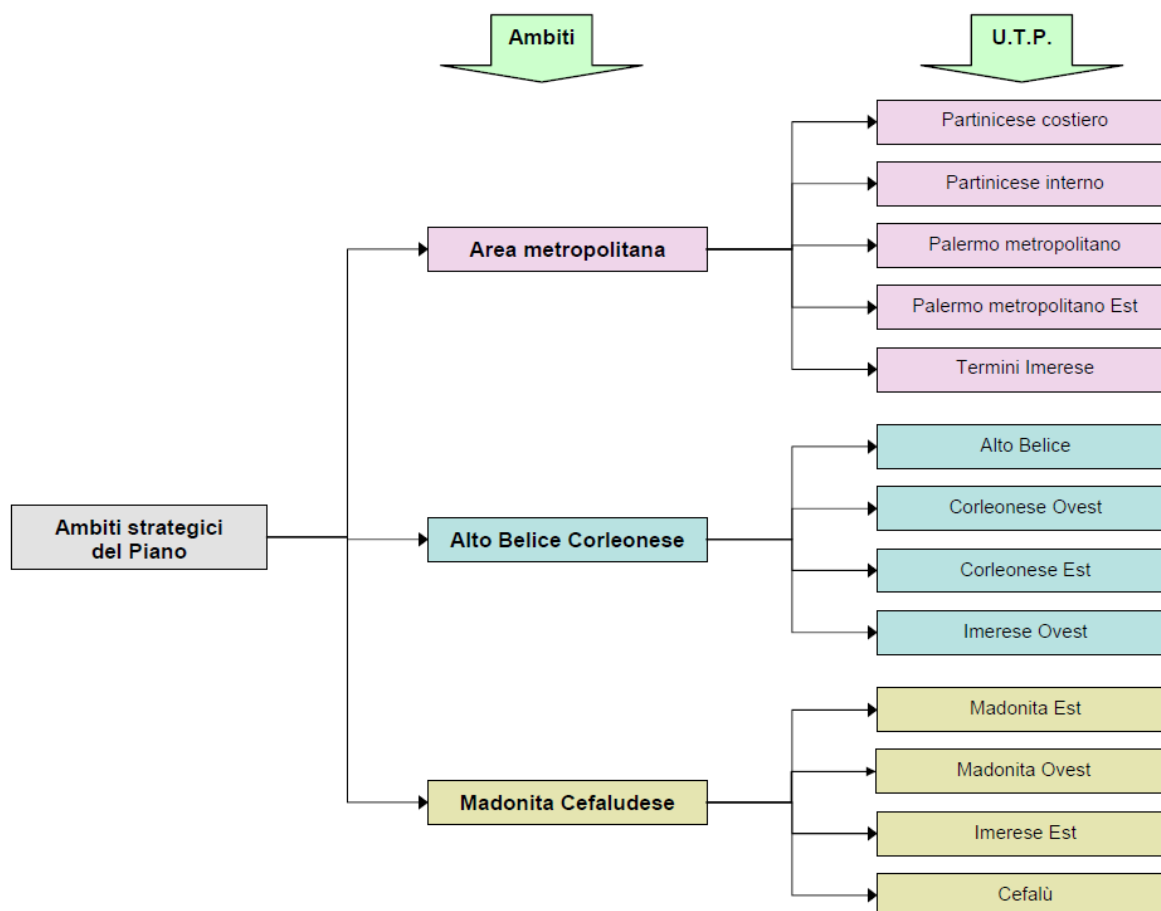 Ambiti
U.T.P.
Partinicese costiero
Partinicese interno
Area metropolitana
Palermo metropolitano
Palermo metropolitano Est
Termini Imerese
Alto Belice
Corleonese Ovest
Ambiti strategici
del Piano
Alto Belice Corleonese
Corleonese Est
Imerese Ovest
Madonita Est
Madonita Ovest
Madonita Cefaludese
Imerese Est
Cefalù